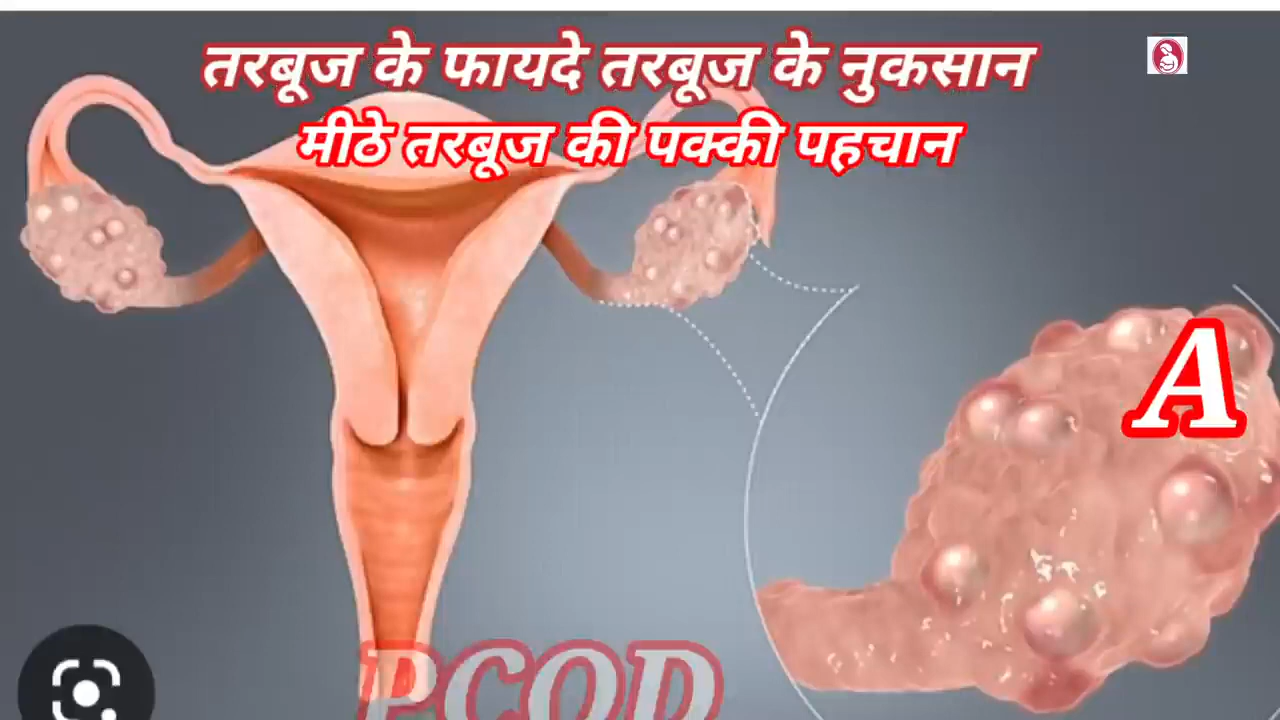 तरबूज के फायदे तरबूज के नुकसान
मीठे तरबूज की पक्की पहचान
A
PCOD